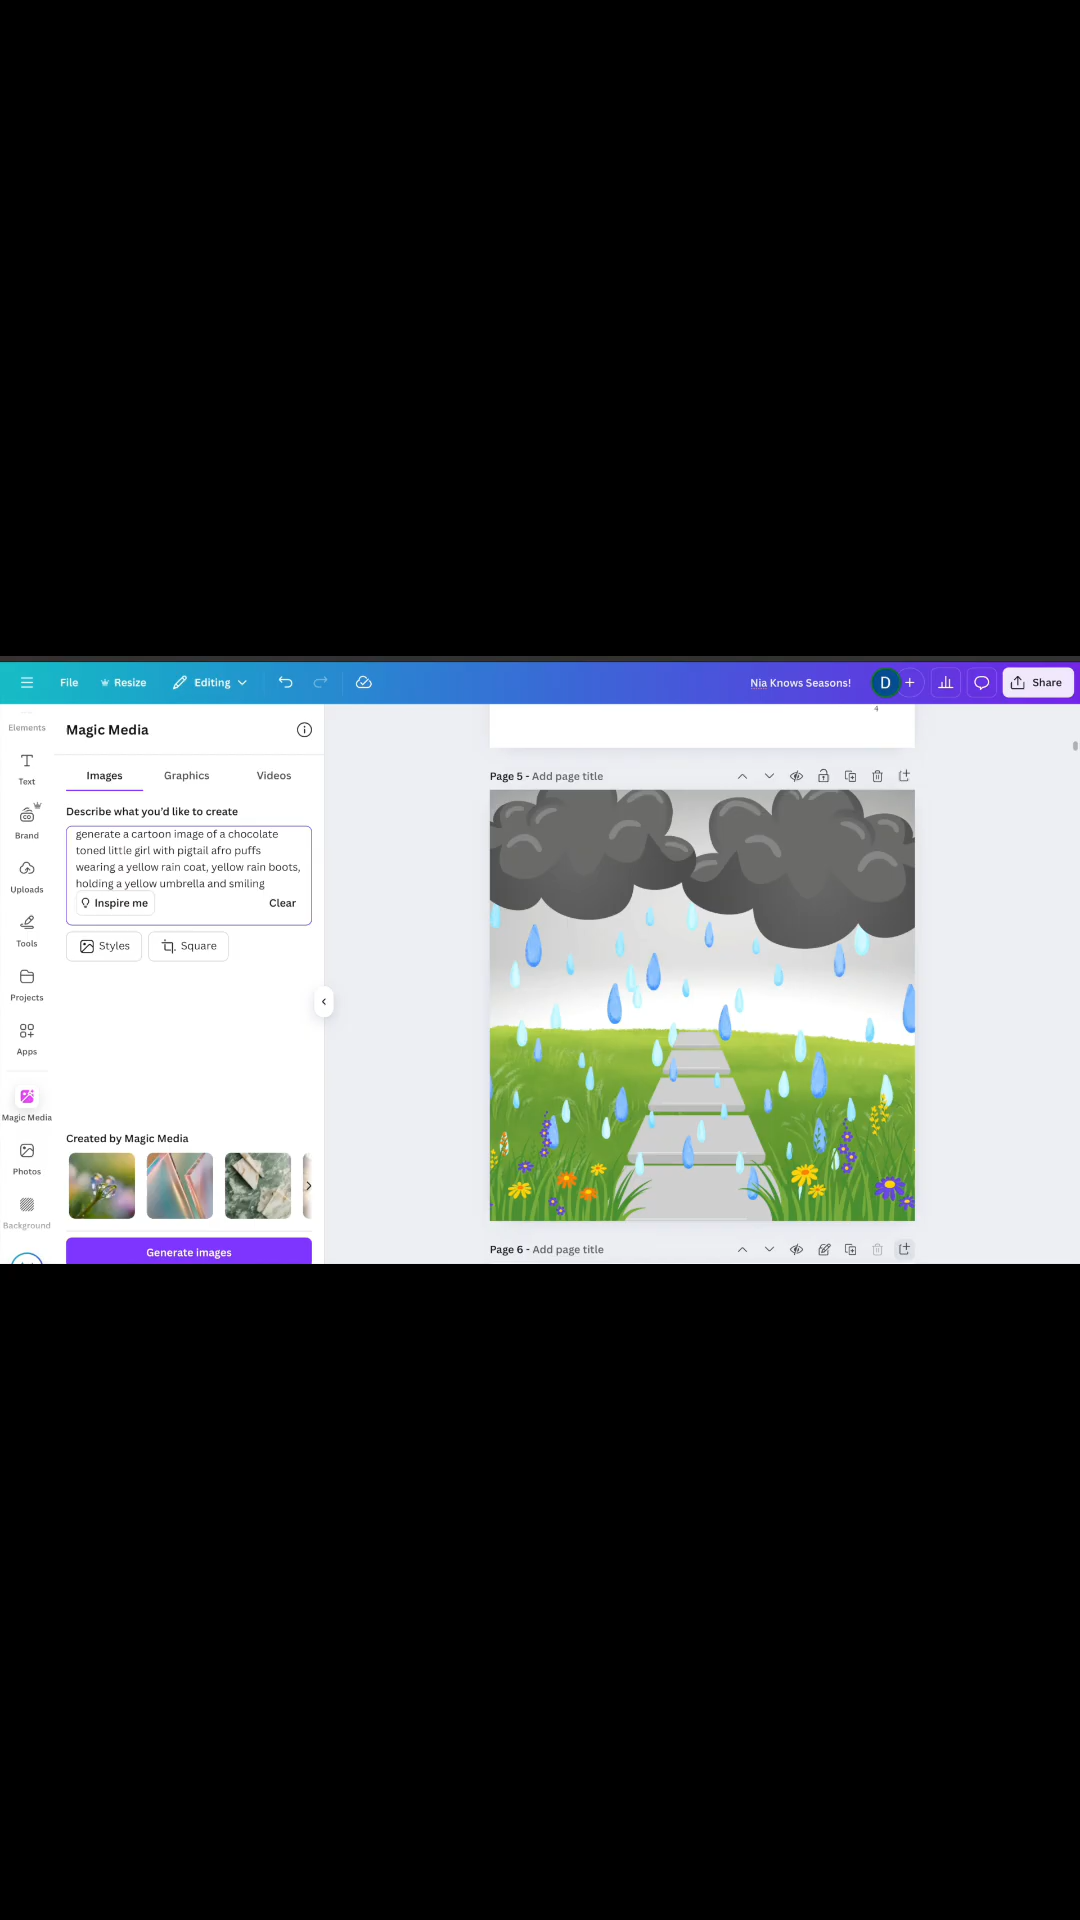 File
Resize
Editing
Nia Knows Seasons!
D
Share
Elements
Text
Brand
Uploads
Tools
Projects
Apps
Magic Media
Photos
Background
Magic Media
Images
Graphics
Videos
Describe what you'd like to create
generate a cartoon image of a chocolate
toned little girl with pigtail afro puffs
wearing a yellow rain coat, yellow rain boots,
holding a yellow umbrella and smiling
Inspire me
Clear
Styles
Square
Created by Magic Media
Generate images
4
Page 5 - Add page title
Page 6 - Add page title